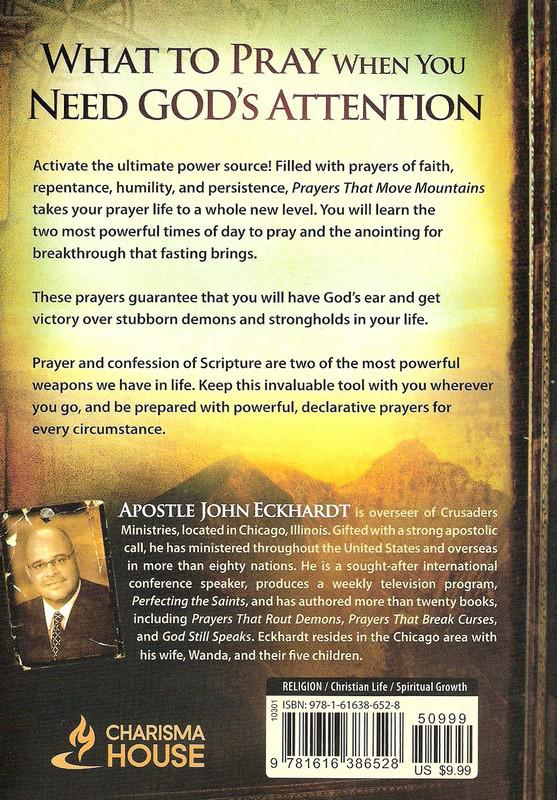 WHAT TO PRAY WHEN YOU
NEED GOD'S ATTENTION
Activate the ultimate power source! Filled with prayers of faith,
repentance, humility, and persistence, Prayers That Move Mountains
takes your prayer life to a whole new level. You will learn the
two most powerful times of day to pray and the anointing for
breakthrough that fasting brings.
These prayers guarantee that you will have God's ear and get
victory over stubborn demons and strongholds in your life.
Prayer and confession of Scripture are two of the most powerful
weapons we have in life. Keep this invaluable tool with you wherever
you go, and be prepared with powerful, declarative prayers for
every circumstance.
APOSTLE JOHN ECKHARDT is overseer of Crusaders
Ministries, located in Chicago, Illinois. Gifted with a strong apostolic
call, he has ministered throughout the United States and overseas
in more than eighty nations. He is a sought-after international
conference speaker, produces a weekly television program,
Perfecting the Saints, and has authored more than twenty books,
including Prayers That Rout Demons, Prayers That Break Curses,
and God Still Speaks. Eckhardt resides in the Chicago area with
his wife, Wanda, and their five children.
RELIGION / Christian Life / Spiritual Growth
10301
ISBN: 978-1-61638-652-8
50999
9 781616 386528
US $9.99
CHARISMA
HOUSE